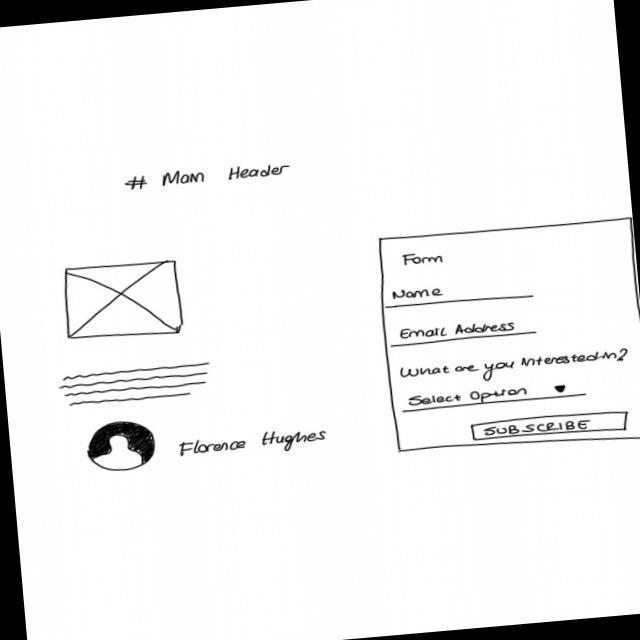 # Main Header
Florence Hughes
Form
Name
Email Address
What are you interested in?
Select Option
SUBSCRIBE